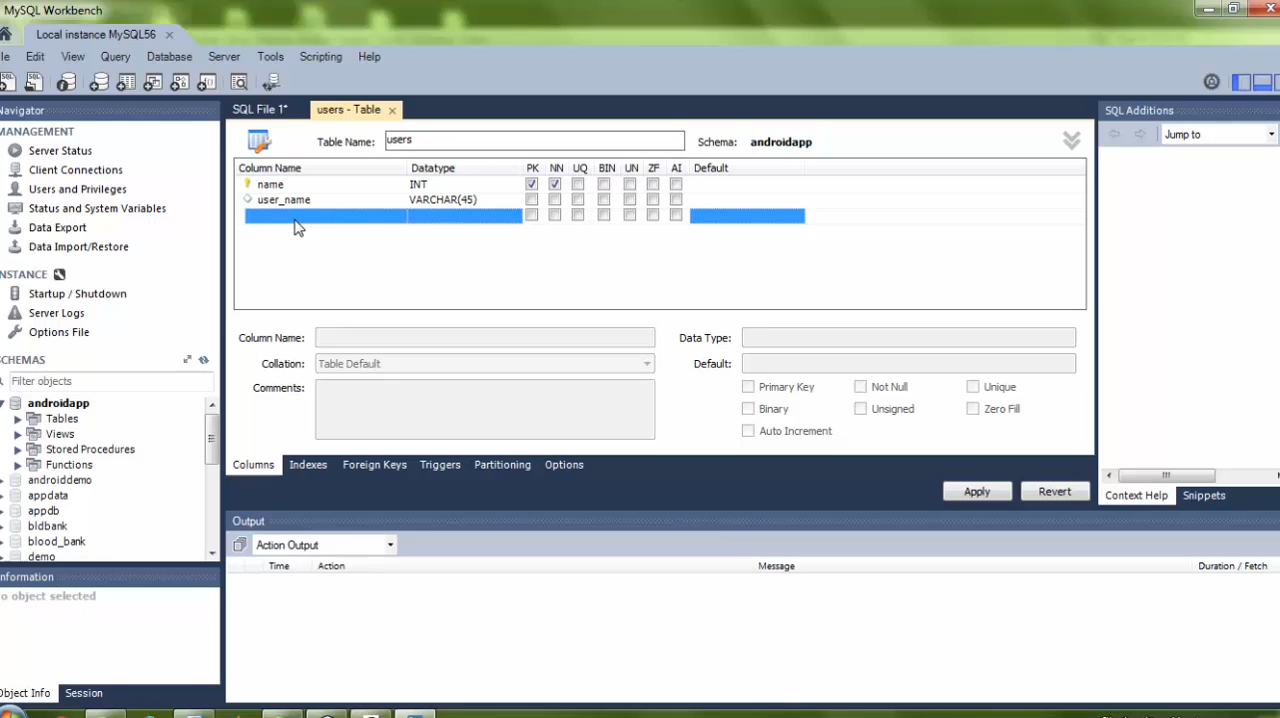 MySQL Workbench
Local instance MySQL56
le Edit View Query Database Server Tools Scripting Help
Navigator
MANAGEMENT
Server Status
Client Connections
Users and Privileges
Status and System Variables
Data Export
Data Import/Restore
INSTANCE
Startup / Shutdown
Server Logs
Options File
SCHEMAS
Filter objects
androidapp
Tables
Views
Stored Procedures
Functions
androiddemo
appdata
appdb
bldbank
blood_bank
demo
nformation
o object selected
Object Info Session
SQL File 1* users - Table
Table Name: users Schema: androidapp
Column Name Datatype PK NN UQ BIN UN ZF AI Default
name INT
user_name VARCHAR(45)
Column Name: Data Type:
Collation: Table Default Default:
Comments: Primary Key Not Null Unique
Binary Unsigned Zero Fill
Auto Increment
Columns Indexes Foreign Keys Triggers Partitioning Options
Apply Revert
Output
Action Output
Time Action Message Duration / Fetch
SQL Additions
Jump to
Context Help Snippets